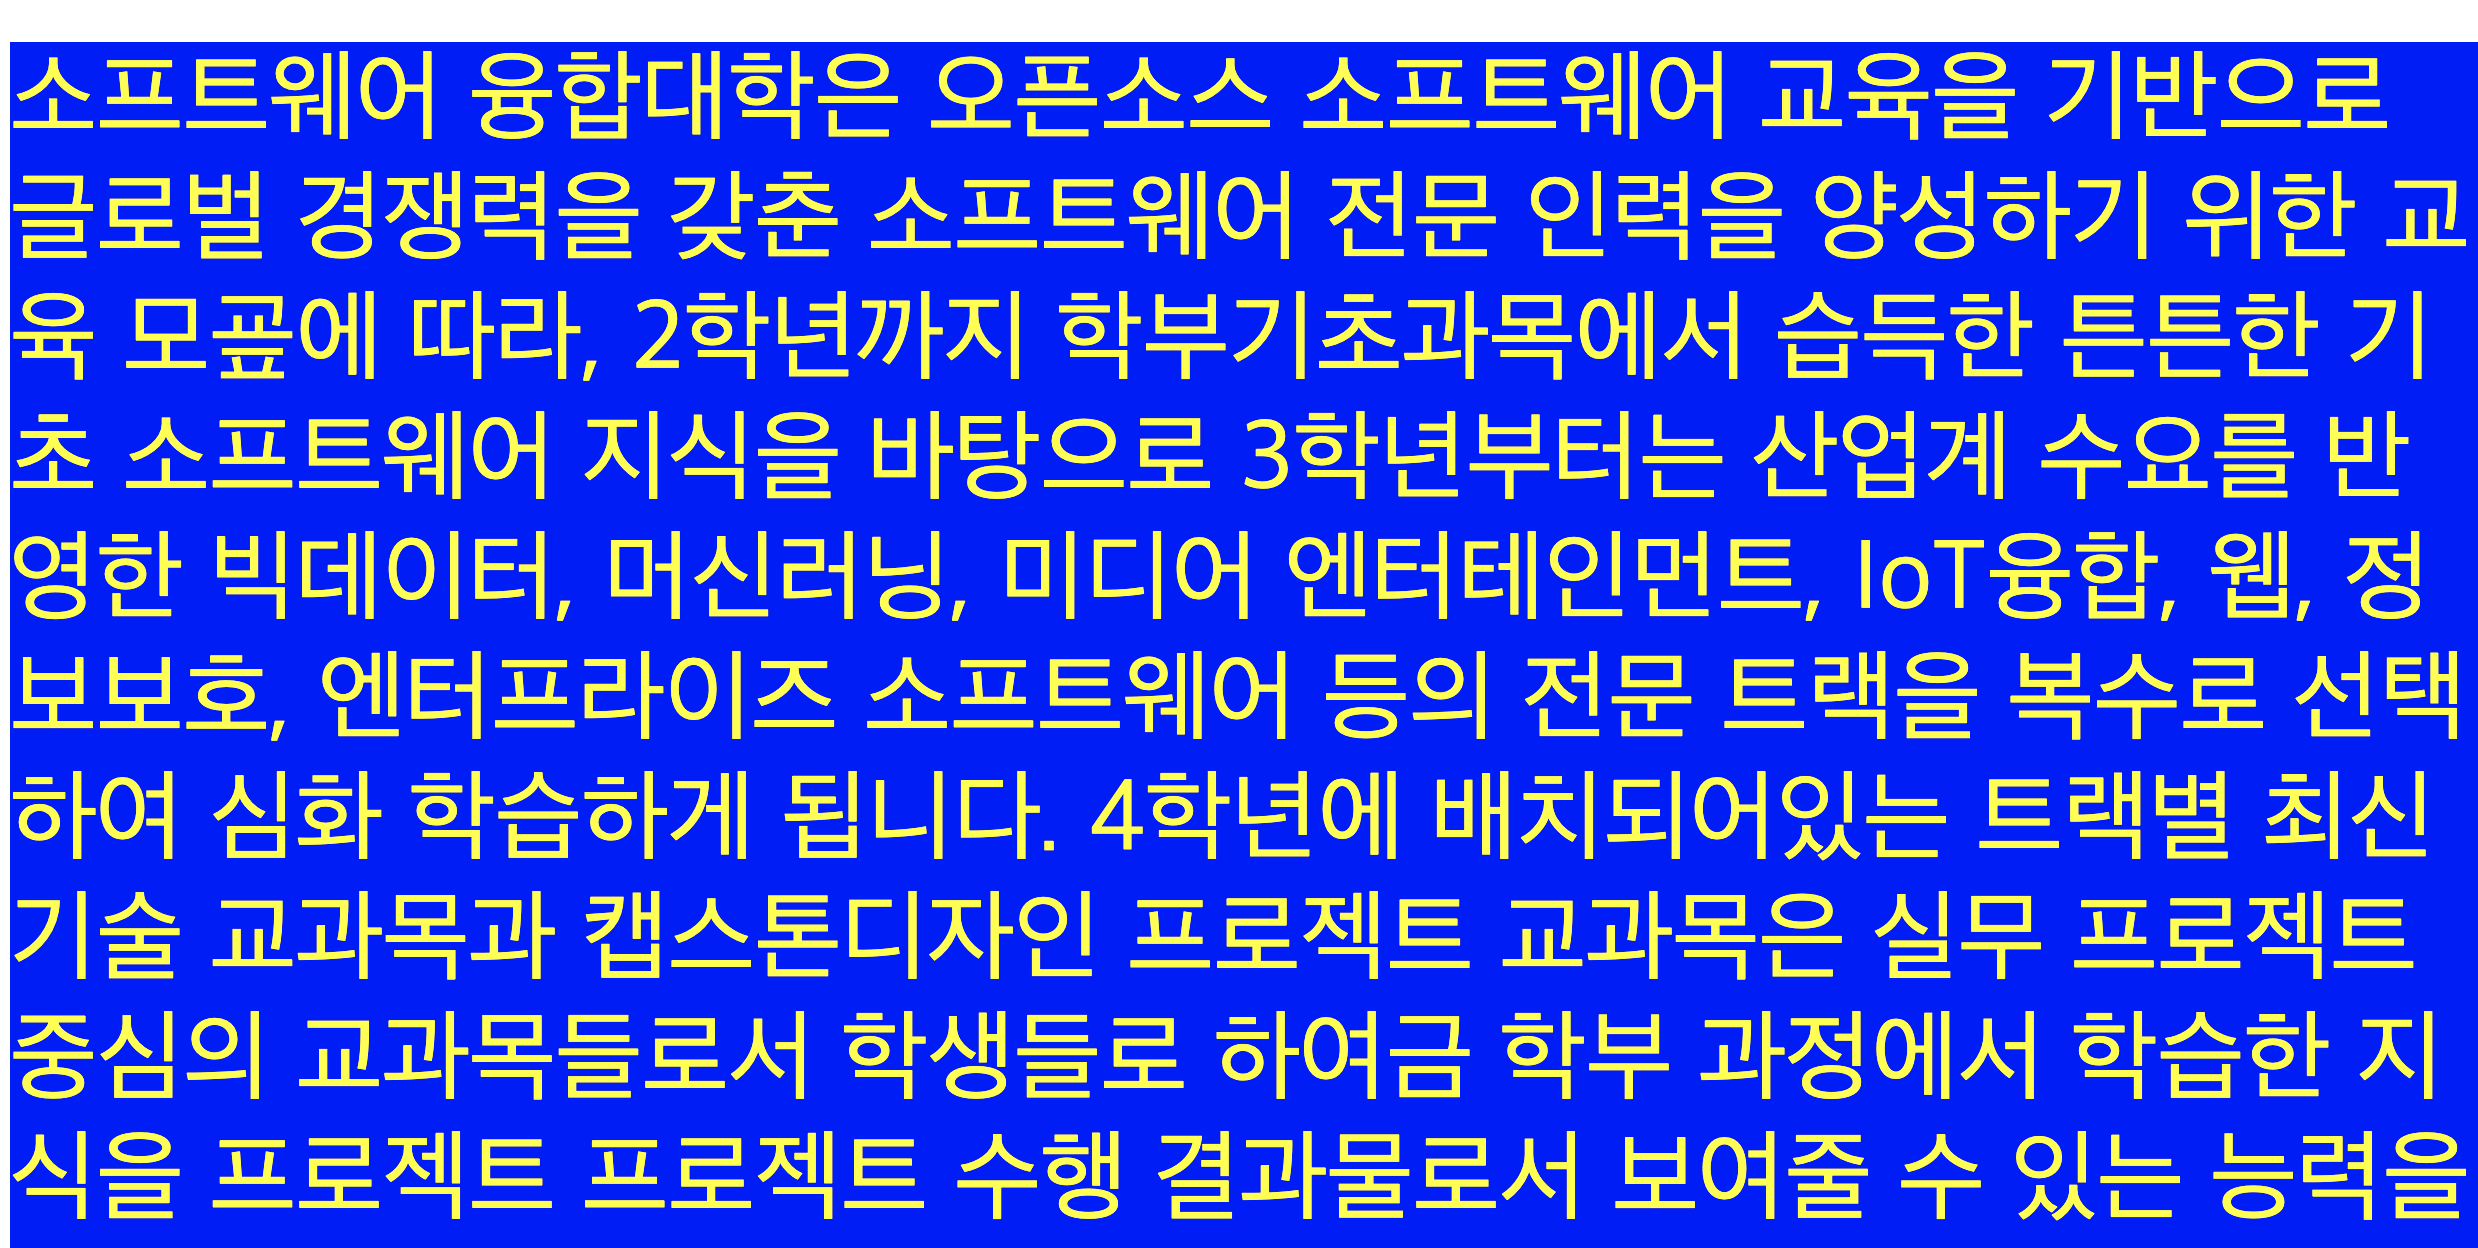 소프트웨어 융합대학은 오픈소스 소프트웨어 교육을 기반으로
글로벌 경쟁력을 갖춘 소프트웨어 전문 인력을 양성하기 위한 교
육 모굪에 따라, 2학년까지 학부기초과목에서 습득한 튼튼한 기
초 소프트웨어 지식을 바탕으로 3학년부터는 산업계 수요를 반
영한 빅데이터, 머신러닝, 미디어 엔터테인먼트, IoT융합, 웹, 정
보보호, 엔터프라이즈 소프트웨어 등의 전문 트랙을 복수로 선택
하여 심화 학습하게 됩니다. 4학년에 배치되어있는 트랙별 최신
기술 교과목과 캡스톤디자인 프로젝트 교과목은 실무 프로젝트
중심의 교과목들로서 학생들로 하여금 학부 과정에서 학습한 지
식을 프로젝트 프로젝트 수행 결과물로서 보여줄 수 있는 능력을